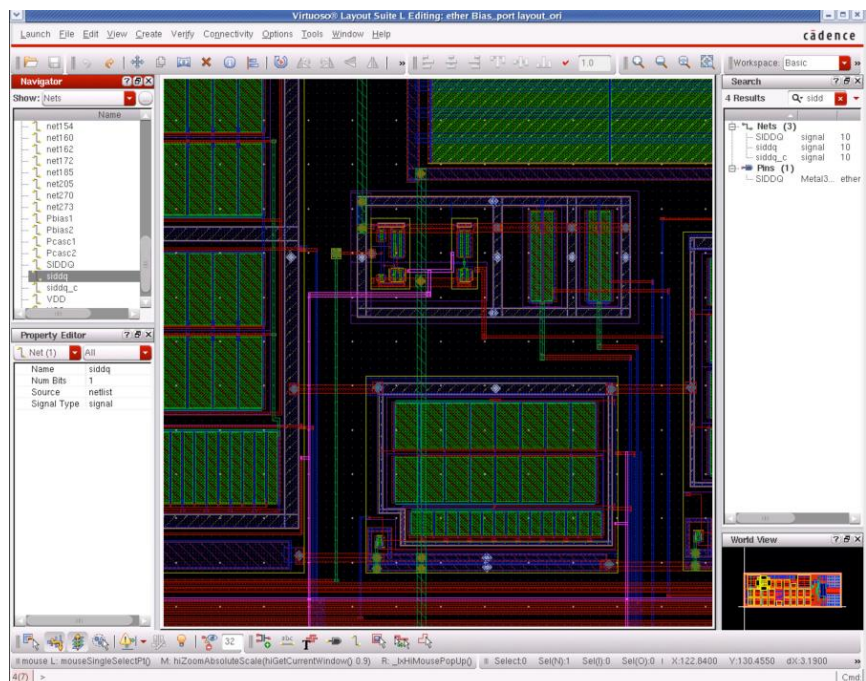 Virtuoso® Layout Suite L Editing: ether Bias_port layout_ori
Launch File Edit View Create Verify Connectivity Options Tools Window Help
cādence
1.0
Workspace: Basic
Navigator
Show: Nets
Name
net154
net160
net162
net172
net185
net205
net270
net273
Pbias1
Pbias2
Pcasc1
Pcasc2
SIDDQ
siddq
siddq_c
VDD
Property Editor
Net (1) All
Name siddq
Num Bits 1
Source netlist
Signal Type signal
Search
4 Results sidd
Nets (3)
SIDDQ signal 10
siddq signal 10
siddq_c signal 10
Pins (1)
SIDDQ Metal3... ether
World View
32
abc
mouse L: mouseSingleSelectPt() M: hiZoomAbsoluteScale(hiGetCurrentWindow() 0.9) R: _lxHiMousePopUp() Select:0 Sel(N):1 Sel(I):0 Sel(O):0 X:122.8400 Y:130.4550 dX:3.1900
4(7) > Cmd: